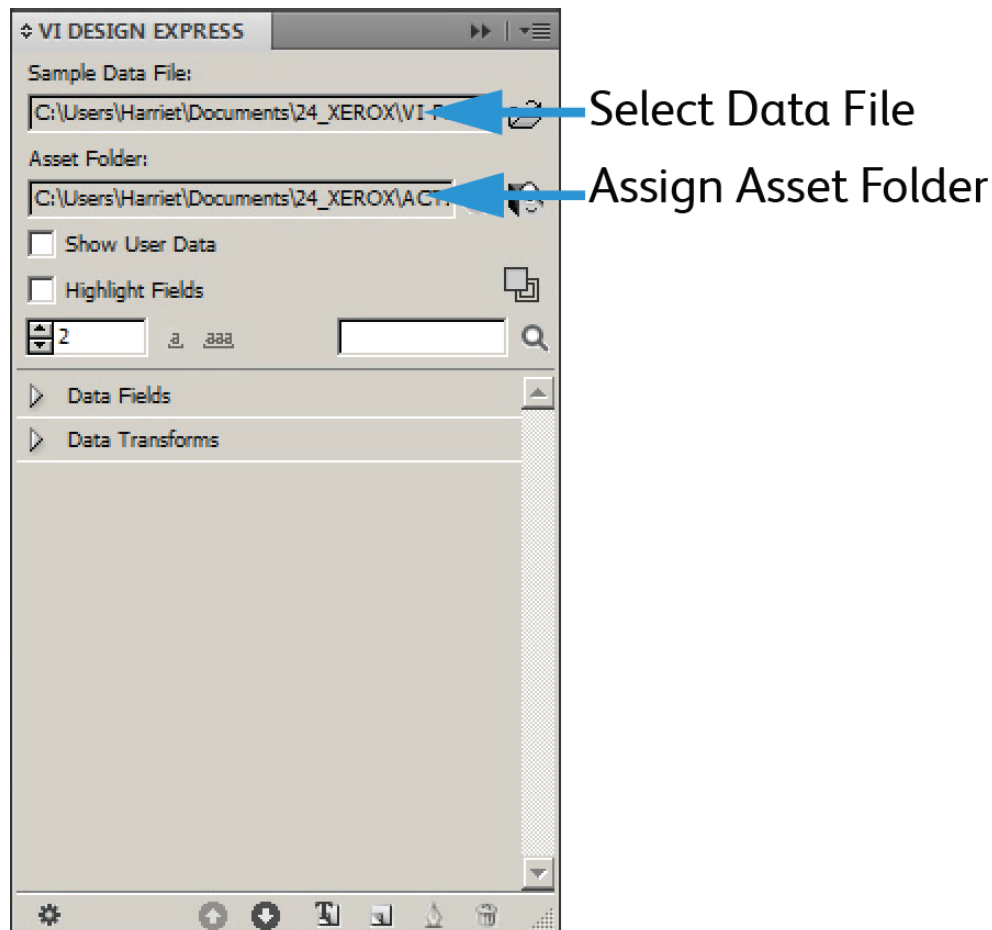 VI DESIGN EXPRESS
Sample Data File:
C:\Users\Harriet\Documents\24_XEROX\VI-
Select Data File
Asset Folder:
C:\Users\Harriet\Documents\24_XEROX\ACT
Assign Asset Folder
Show User Data
Highlight Fields
2 a aaa
Data Fields
Data Transforms